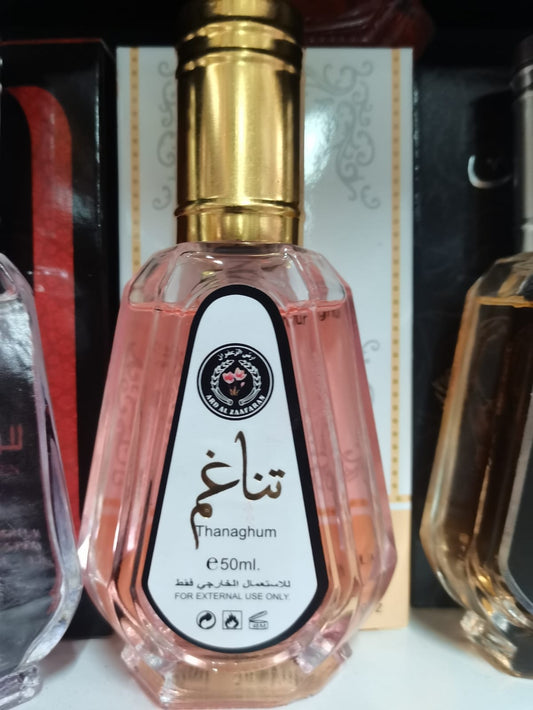 ارض الزعفران
ARD AL ZAAFARAN
تناغم
Thanaghum
e50ml.
للاستعمال الخارجي فقط
FOR EXTERNAL USE ONLY.